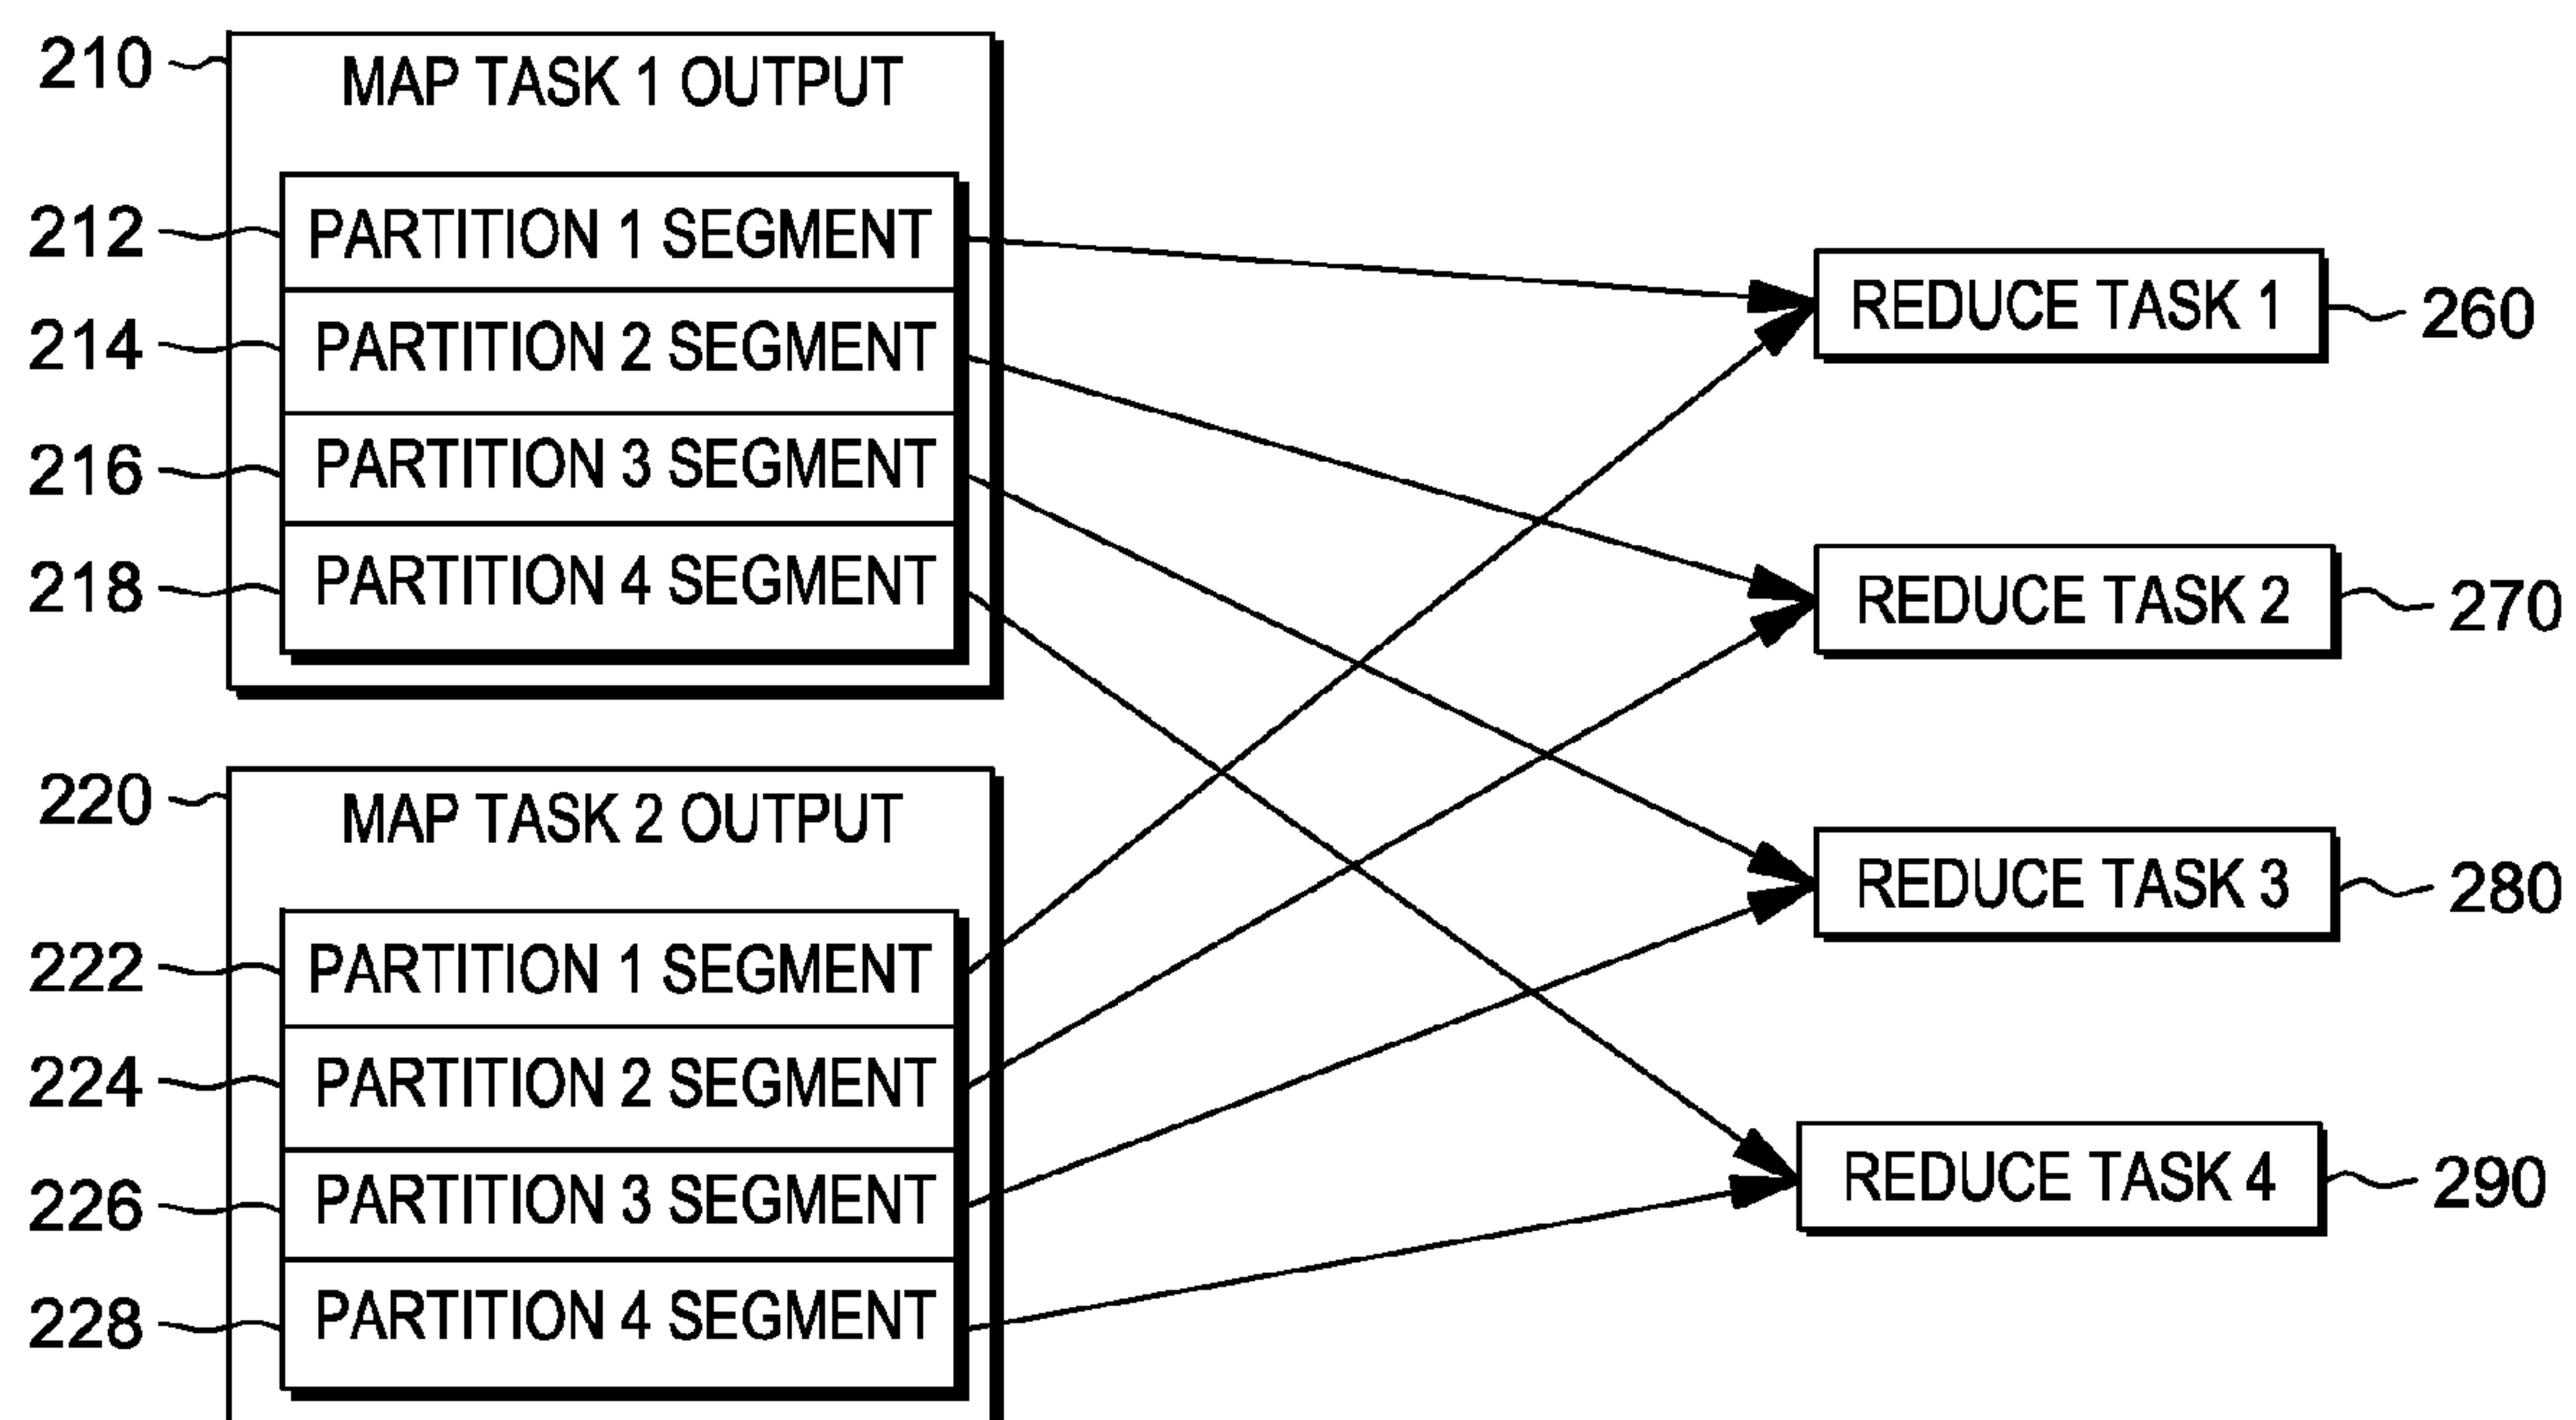 210
MAP TASK 1 OUTPUT
212
PARTITION 1 SEGMENT
214
PARTITION 2 SEGMENT
216
PARTITION 3 SEGMENT
218
PARTITION 4 SEGMENT
220
MAP TASK 2 OUTPUT
222
PARTITION 1 SEGMENT
224
PARTITION 2 SEGMENT
226
PARTITION 3 SEGMENT
228
PARTITION 4 SEGMENT
REDUCE TASK 1
260
REDUCE TASK 2
270
REDUCE TASK 3
280
REDUCE TASK 4
290